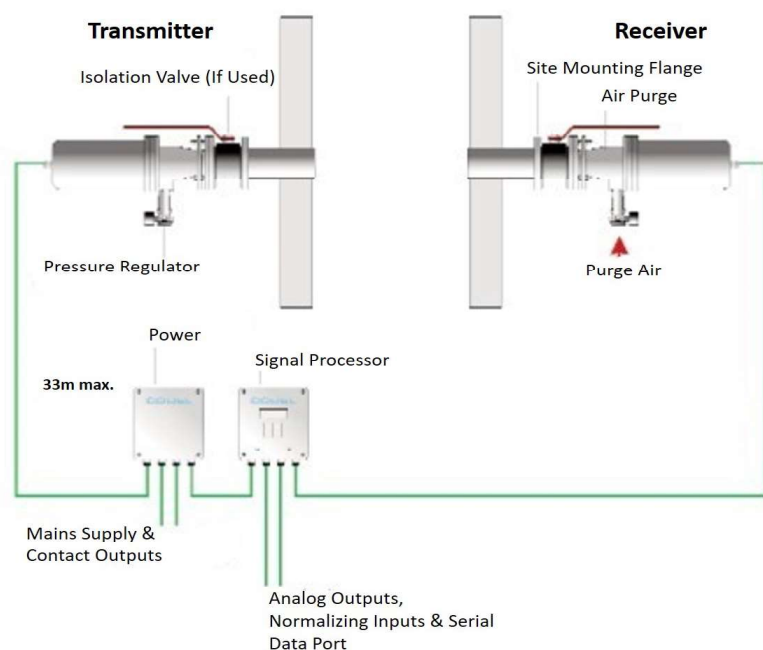 Transmitter
Receiver
Isolation Valve (If Used)
Site Mounting Flange
Air Purge
Pressure Regulator
Purge Air
Power
Signal Processor
33m max.
Mains Supply &
Contact Outputs
Analog Outputs,
Normalizing Inputs & Serial
Data Port